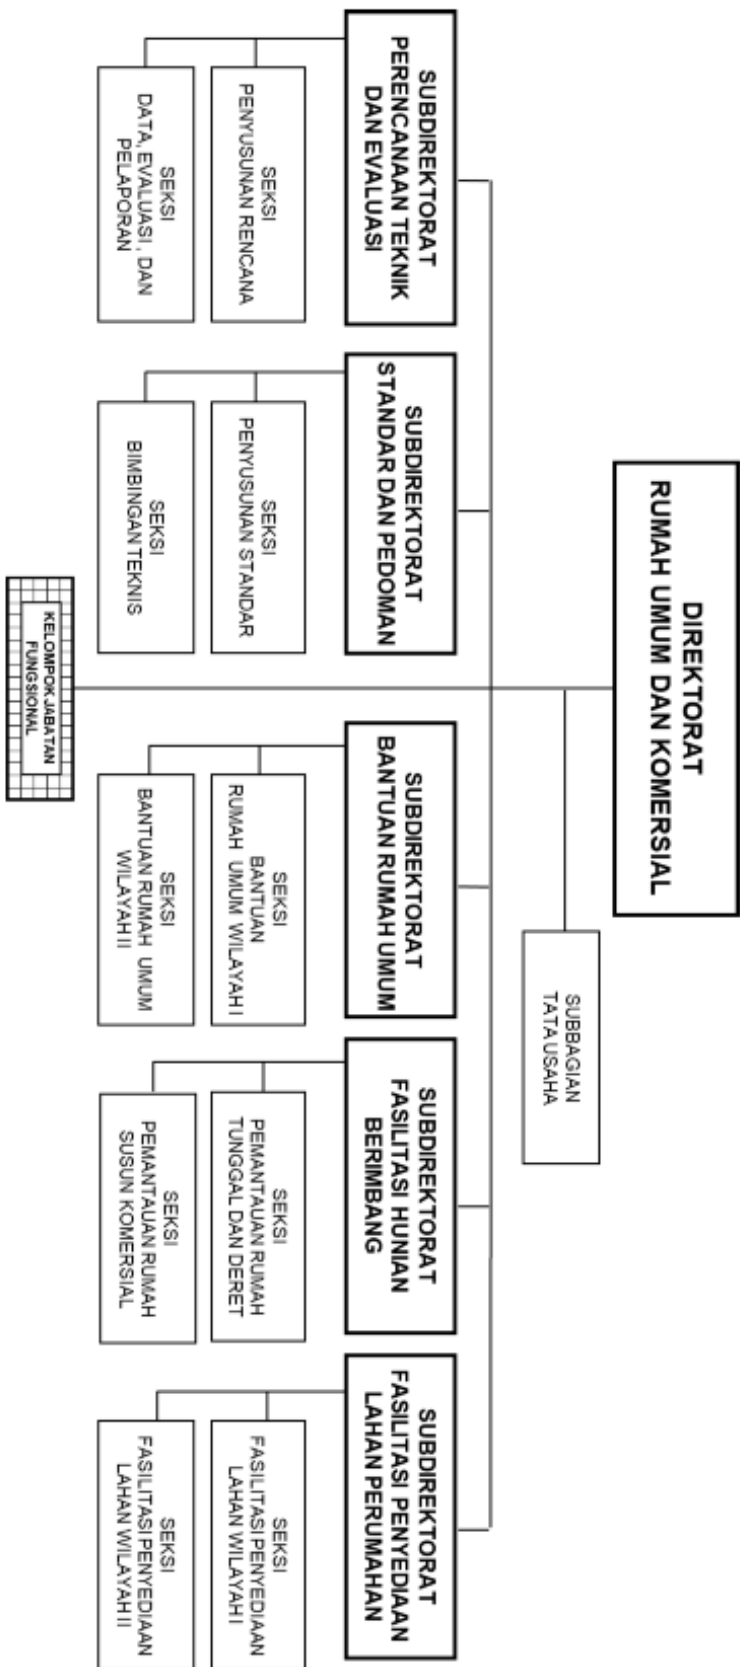 DIREKTORAT
RUMAH UMUM DAN KOMERSIAL
SUBBAGIAN
TATA USAHA
SUBDIREKTORAT
PERENCANAAN TEKNIK
DAN EVALUASI
SEKSI
PENYUSUNAN RENCANA
SEKSI
DATA, EVALUASI, DAN
PELAPORAN
SUBDIREKTORAT
STANDAR DAN PEDOMAN
SEKSI
PENYUSUNAN STANDAR
SEKSI
BIMBINGAN TEKNIS
SUBDIREKTORAT
BANTUAN RUMAH UMUM
SEKSI
BANTUAN
RUMAH UMUM WILAYAH I
SEKSI
BANTUAN RUMAH UMUM
WILAYAH II
SUBDIREKTORAT
FASILITASI HUNIAN
BERIMBANG
SEKSI
PEMANTAUAN RUMAH
TUNGGAL DAN DERET
SEKSI
PEMANTAUAN RUMAH
SUSUN KOMERSIAL
SUBDIREKTORAT
FASILITASI PENYEDIAAN
LAHAN PERUMAHAN
SEKSI
FASILITASI PENYEDIAAN
LAHAN WILAYAH I
SEKSI
FASILITASI PENYEDIAAN
LAHAN WILAYAH II
KELOMPOK JABATAN
FUNGSIONAL